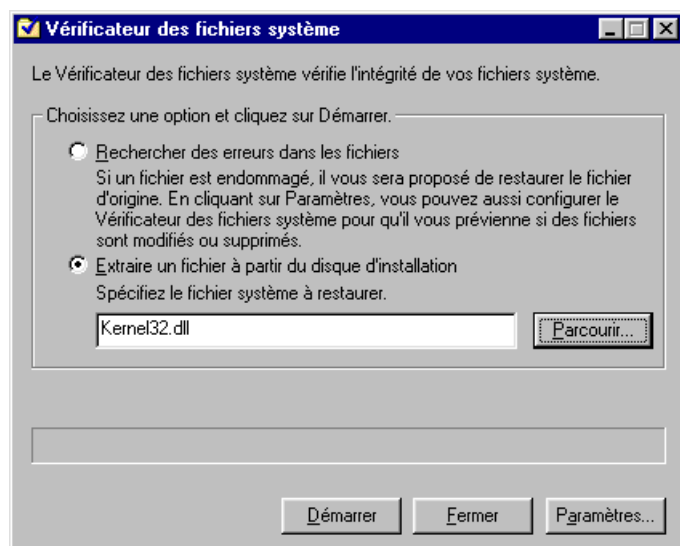 Vérificateur des fichiers système
Le Vérificateur des fichiers système vérifie l'intégrité de vos fichiers système.
Choisissez une option et cliquez sur Démarrer.
Rechercher des erreurs dans les fichiers
Si un fichier est endommagé, il vous sera proposé de restaurer le fichier
d'origine. En cliquant sur Paramètres, vous pouvez aussi configurer le
Vérificateur des fichiers système pour qu'il vous prévienne si des fichiers
sont modifiés ou supprimés.
Extraire un fichier à partir du disque d'installation
Spécifiez le fichier système à restaurer.
Kernel32.dll
Parcourir...
Démarrer
Fermer
Paramètres...